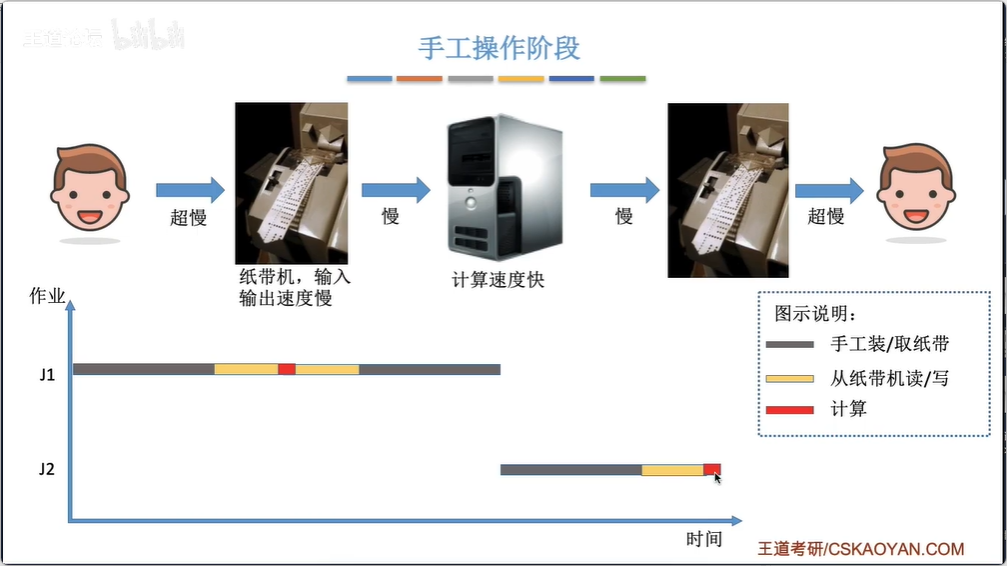 王道论坛 bilibili
手工操作阶段
超慢
慢
慢
超慢
纸带机，输入
输出速度慢
计算速度快
作业
J1
J2
时间
图示说明：
手工装/取纸带
从纸带机读/写
计算
王道考研/CSKAOYAN.COM